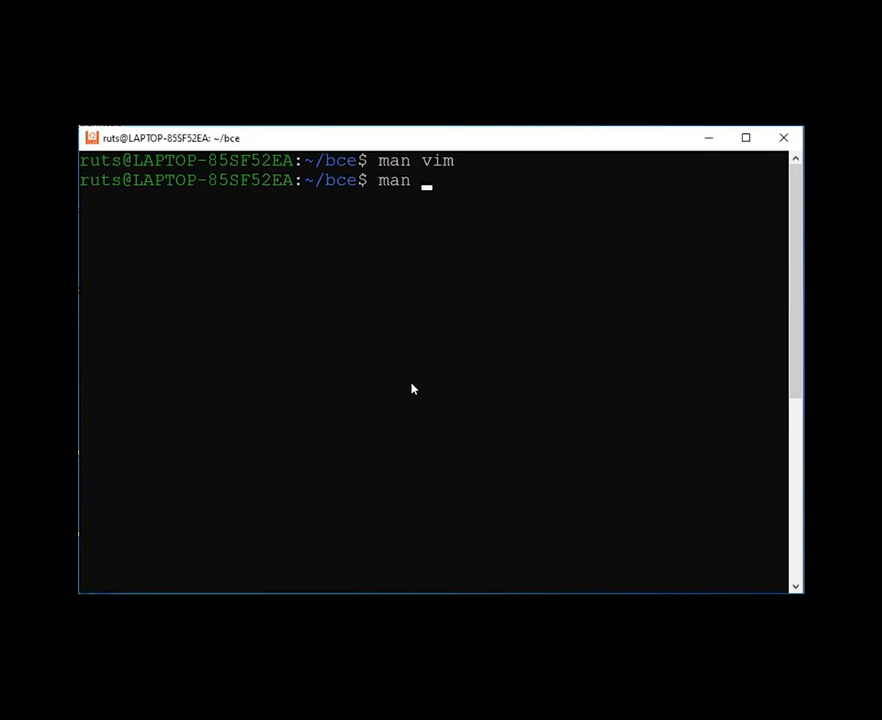 ruts@LAPTOP-85SF52EA: ~/bce
ruts@LAPTOP-85SF52EA:~/bce$ man vim
ruts@LAPTOP-85SF52EA:~/bce$ man